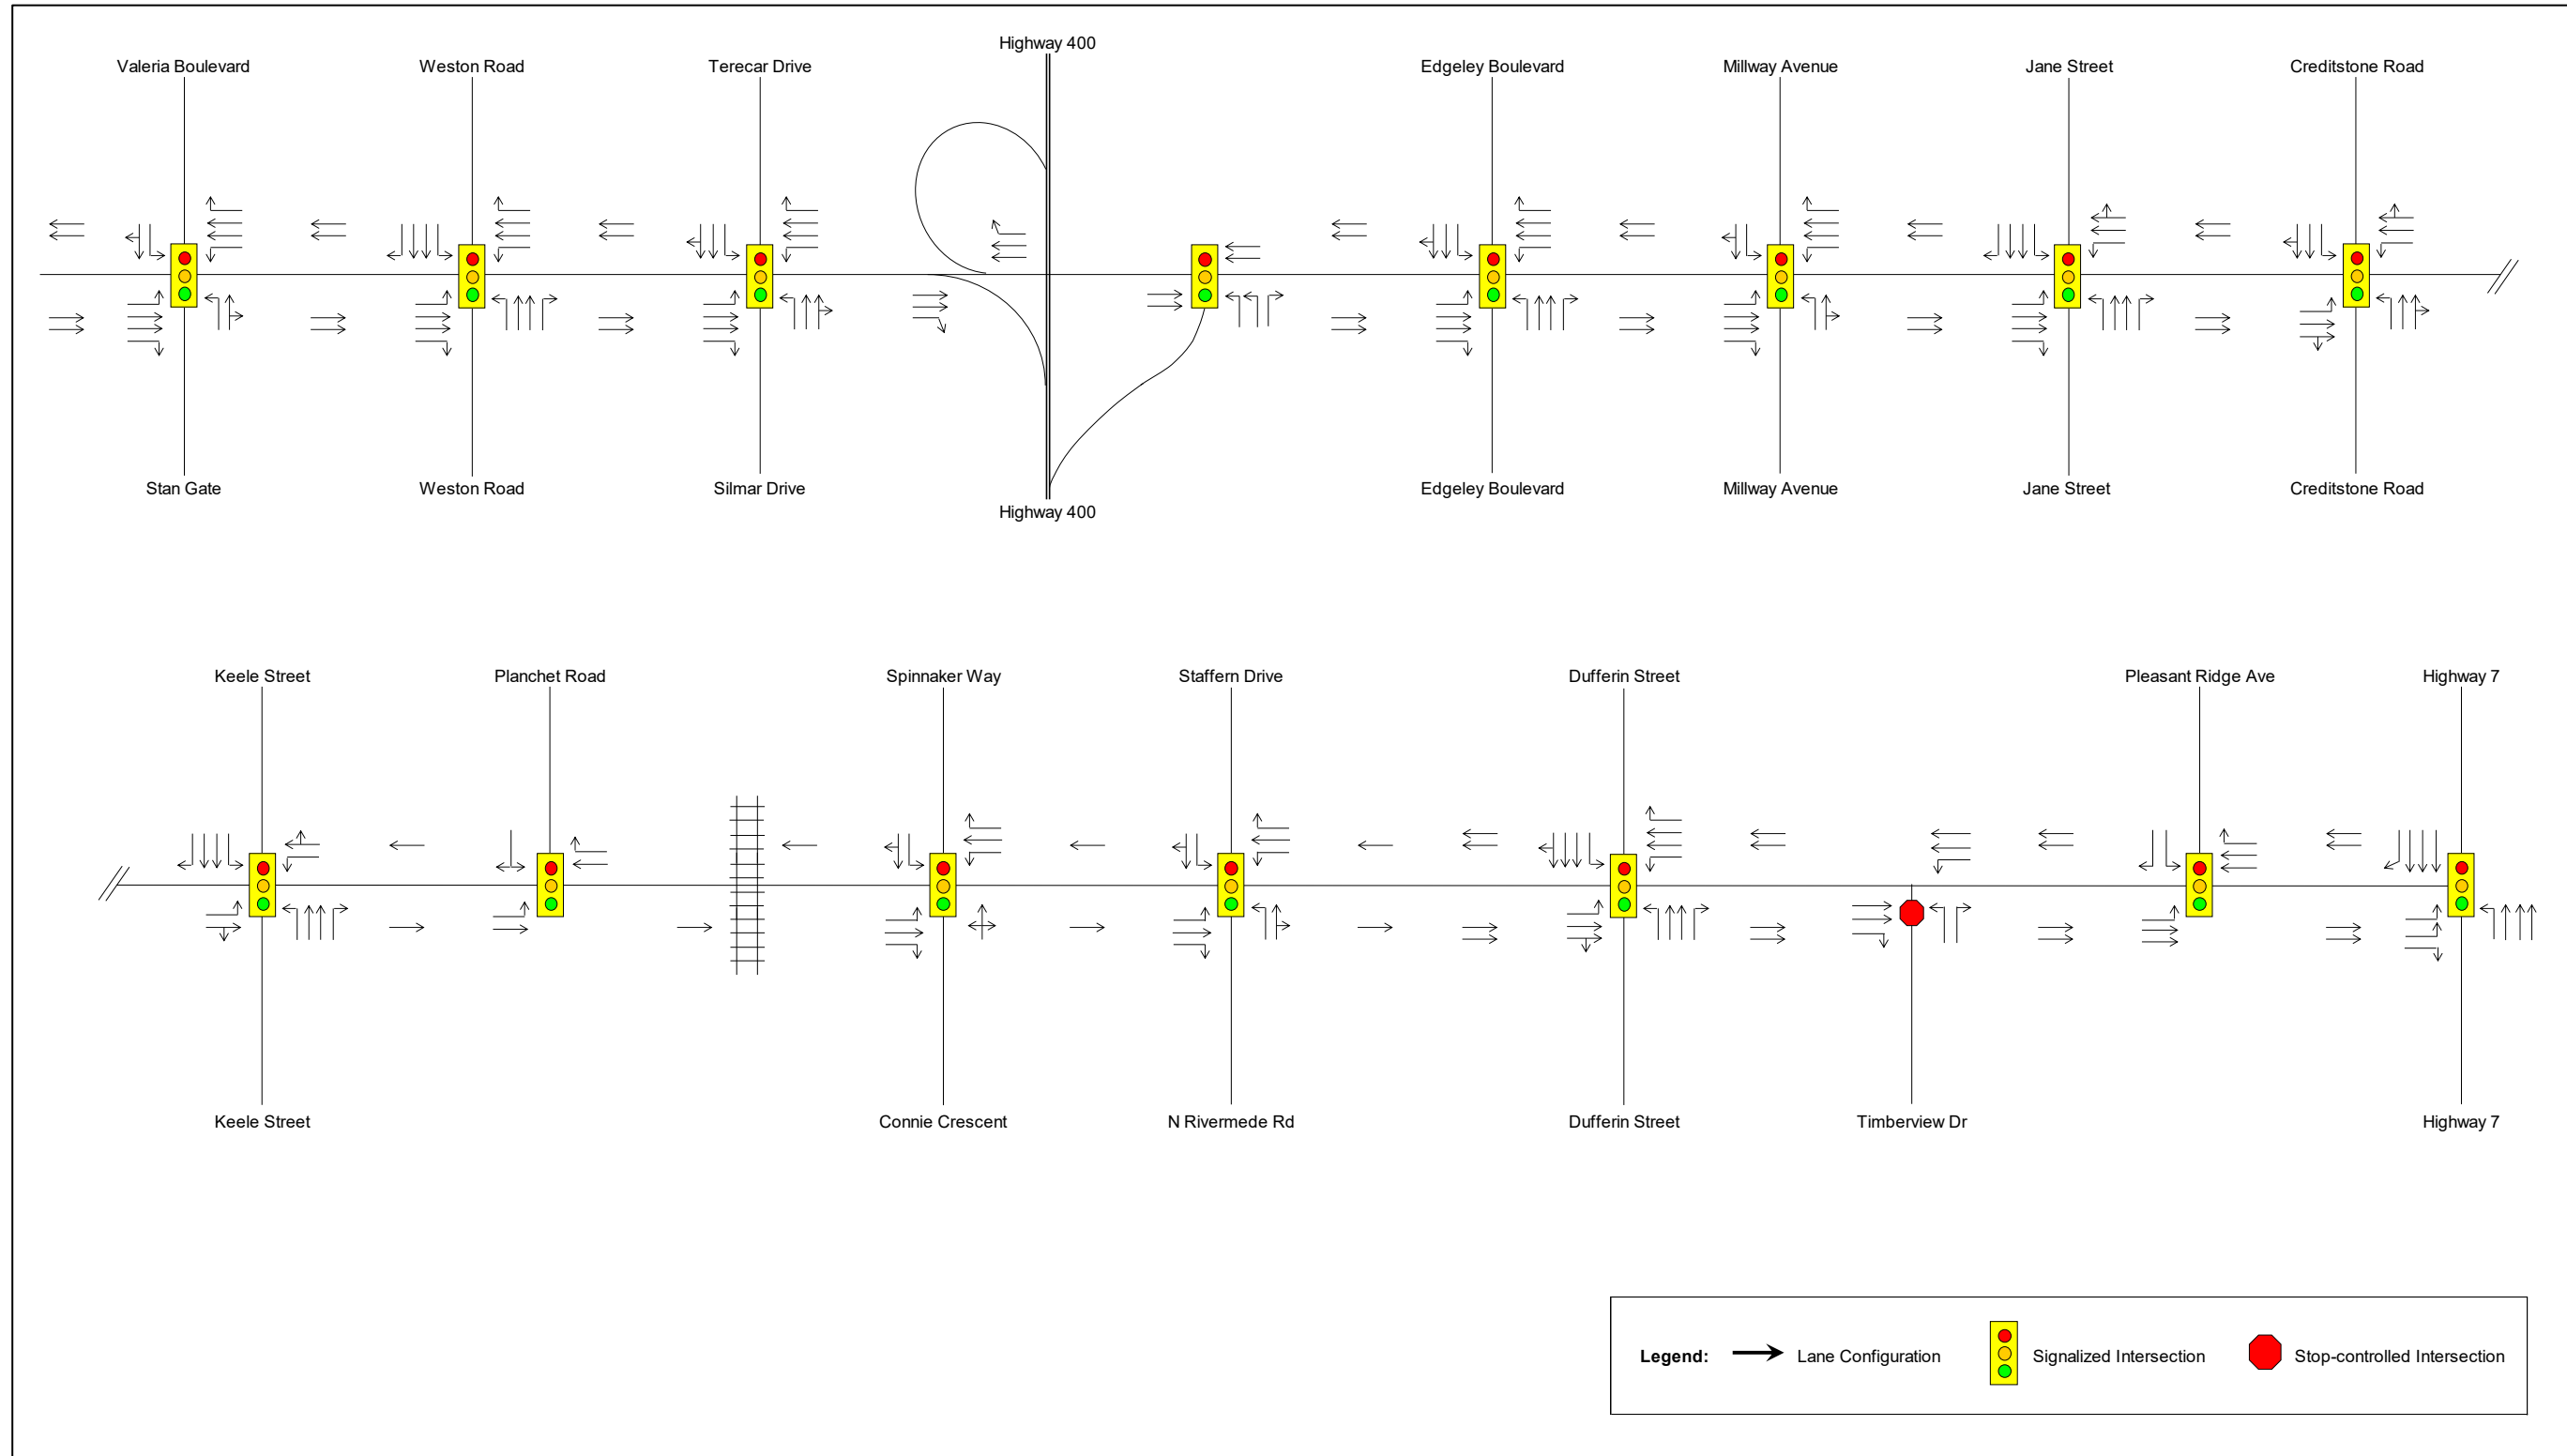 Highway 400
Valeria Boulevard
Weston Road
Terecar Drive
Edgeley Boulevard
Millway Avenue
Jane Street
Creditstone Road
Stan Gate
Weston Road
Silmar Drive
Highway 400
Edgeley Boulevard
Millway Avenue
Jane Street
Creditstone Road
Keele Street
Planchet Road
Spinnaker Way
Staffern Drive
Dufferin Street
Pleasant Ridge Ave
Highway 7
Keele Street
Connie Crescent
N Rivermede Rd
Dufferin Street
Timberview Dr
Highway 7
Legend: Lane Configuration Signalized Intersection Stop-controlled Intersection